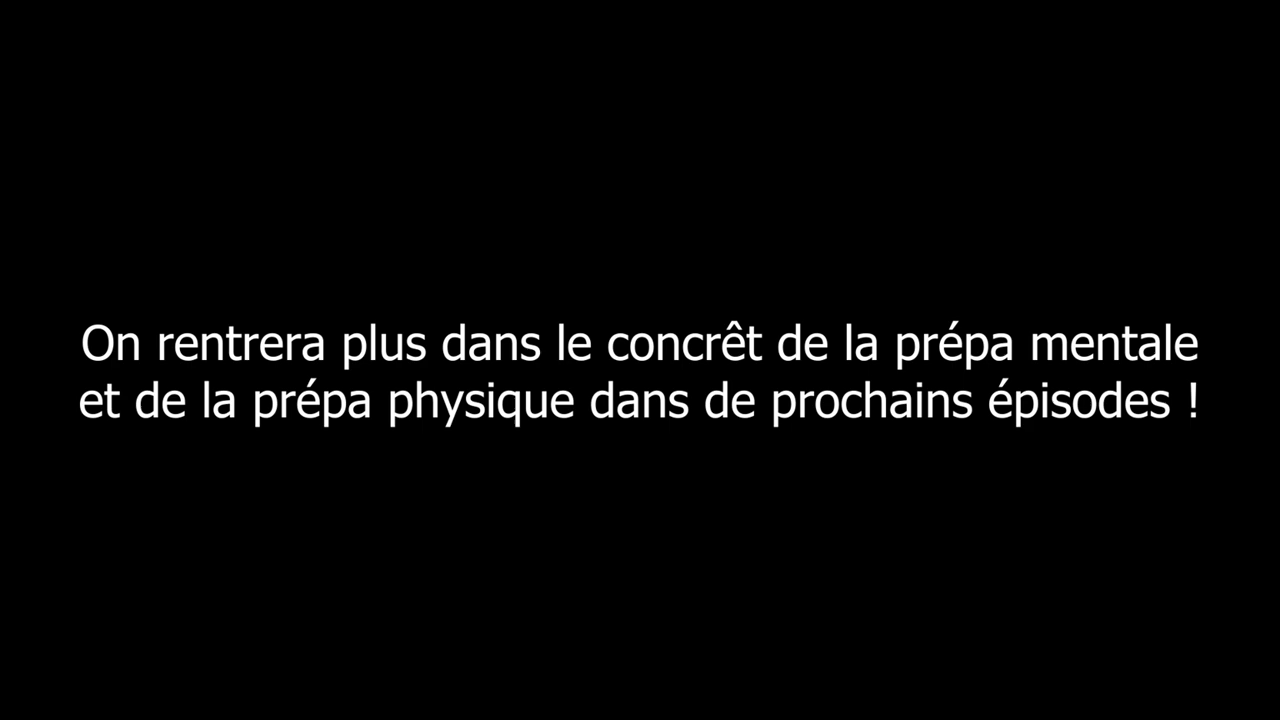 On rentrera plus dans le concrêt de la prépa mentale
et de la prépa physique dans de prochains épisodes !